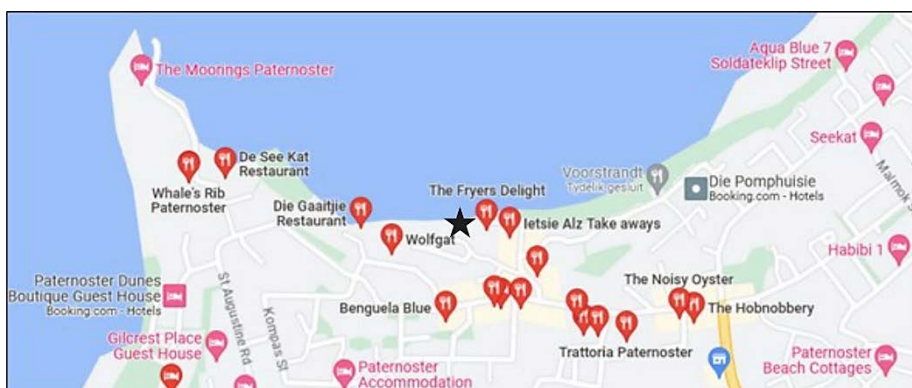 Aqua Blue 7
Soldateklip Street
The Moorings Paternoster
Seekat
De See Kat
Restaurant
Voorstrandt
Tydelik gesluit
Whale's Rib
Paternoster
The Fryers Delight
Die Pomphuisie
Booking.com - Hotels
Malmok S
Die Gaaitjie
Restaurant
Ietsie Alz Take aways
Wolfgat
Habibi 1
Paternoster Dunes
Boutique Guest House
Booking.com - Hotels
St Augustine Rd
The Noisy Oyster
Benguela Blue
The Hobnobbery
Kompas St
Gilcrest Place
Guest House
Trattoria Paternoster
Paternoster
Accommodation
Paternoster
Beach Cottages